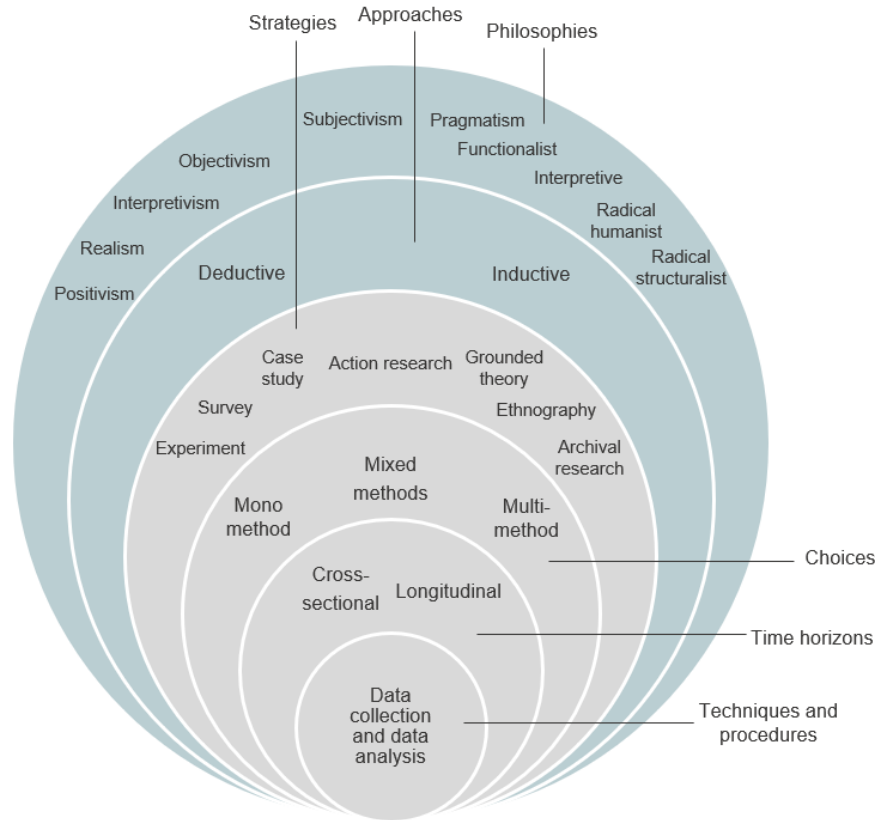 Strategies
Approaches
Philosophies
Subjectivism
Pragmatism
Functionalist
Objectivism
Interpretive
Interpretivism
Radical
humanist
Realism
Radical
structuralist
Positivism
Deductive
Inductive
Case
study
Action research
Grounded
theory
Survey
Ethnography
Experiment
Archival
research
Mixed
methods
Mono
method
Multi-
method
Choices
Cross-
sectional
Longitudinal
Time horizons
Data
collection
and data
analysis
Techniques and
procedures